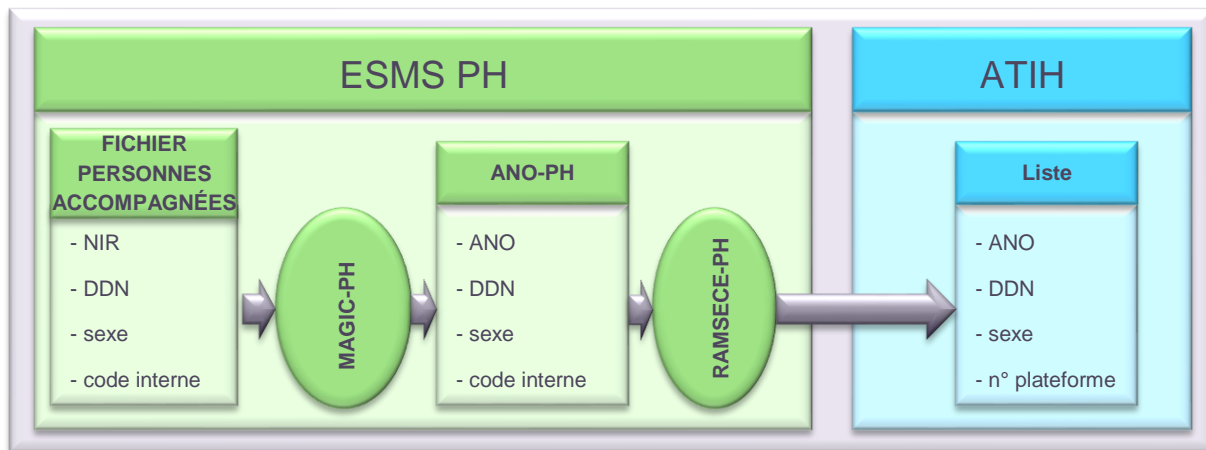 ESMS PH
ATIH
FICHIER
PERSONNES
ACCOMPAGNÉES
- NIR
- DDN
- sexe
- code interne
MAGIC-PH
ANO-PH
- ANO
- DDN
- sexe
- code interne
RAMSECE-PH
Liste
- ANO
- DDN
- sexe
- n° plateforme